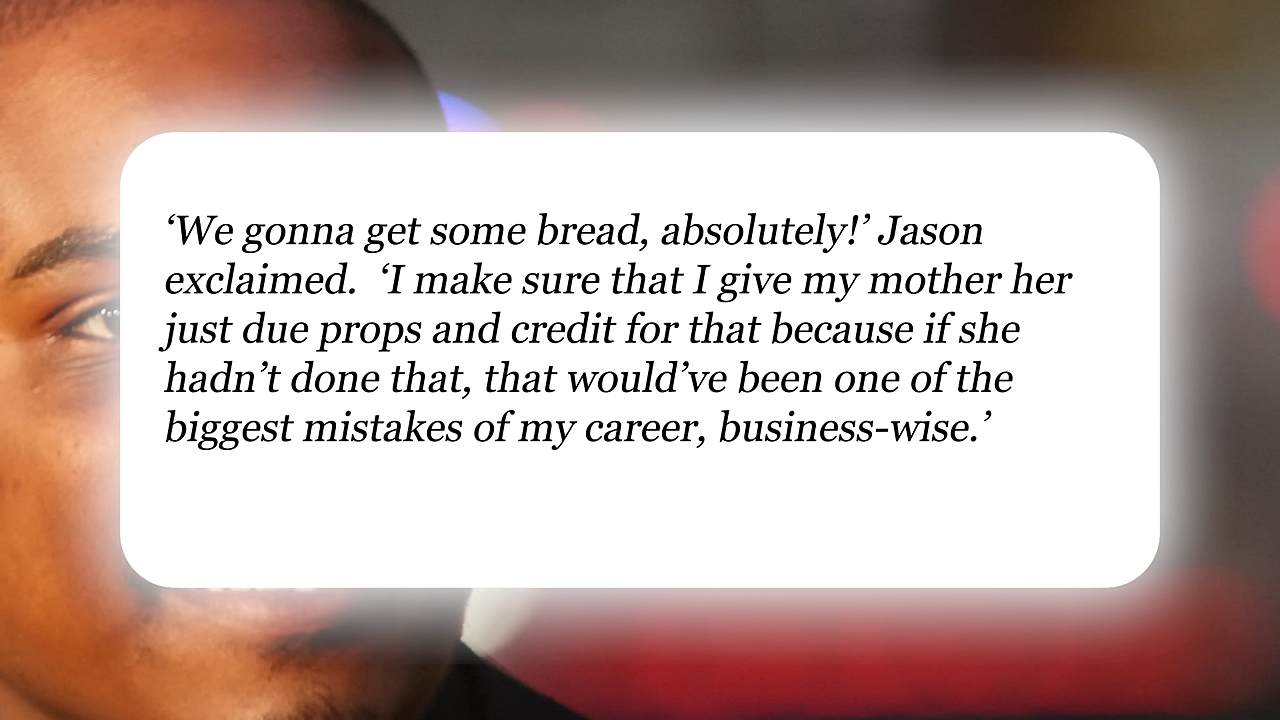 ‘We gonna get some bread, absolutely!’ Jason
exclaimed.  ‘I make sure that I give my mother her
just due props and credit for that because if she
hadn’t done that, that would’ve been one of the
biggest mistakes of my career, business-wise.’